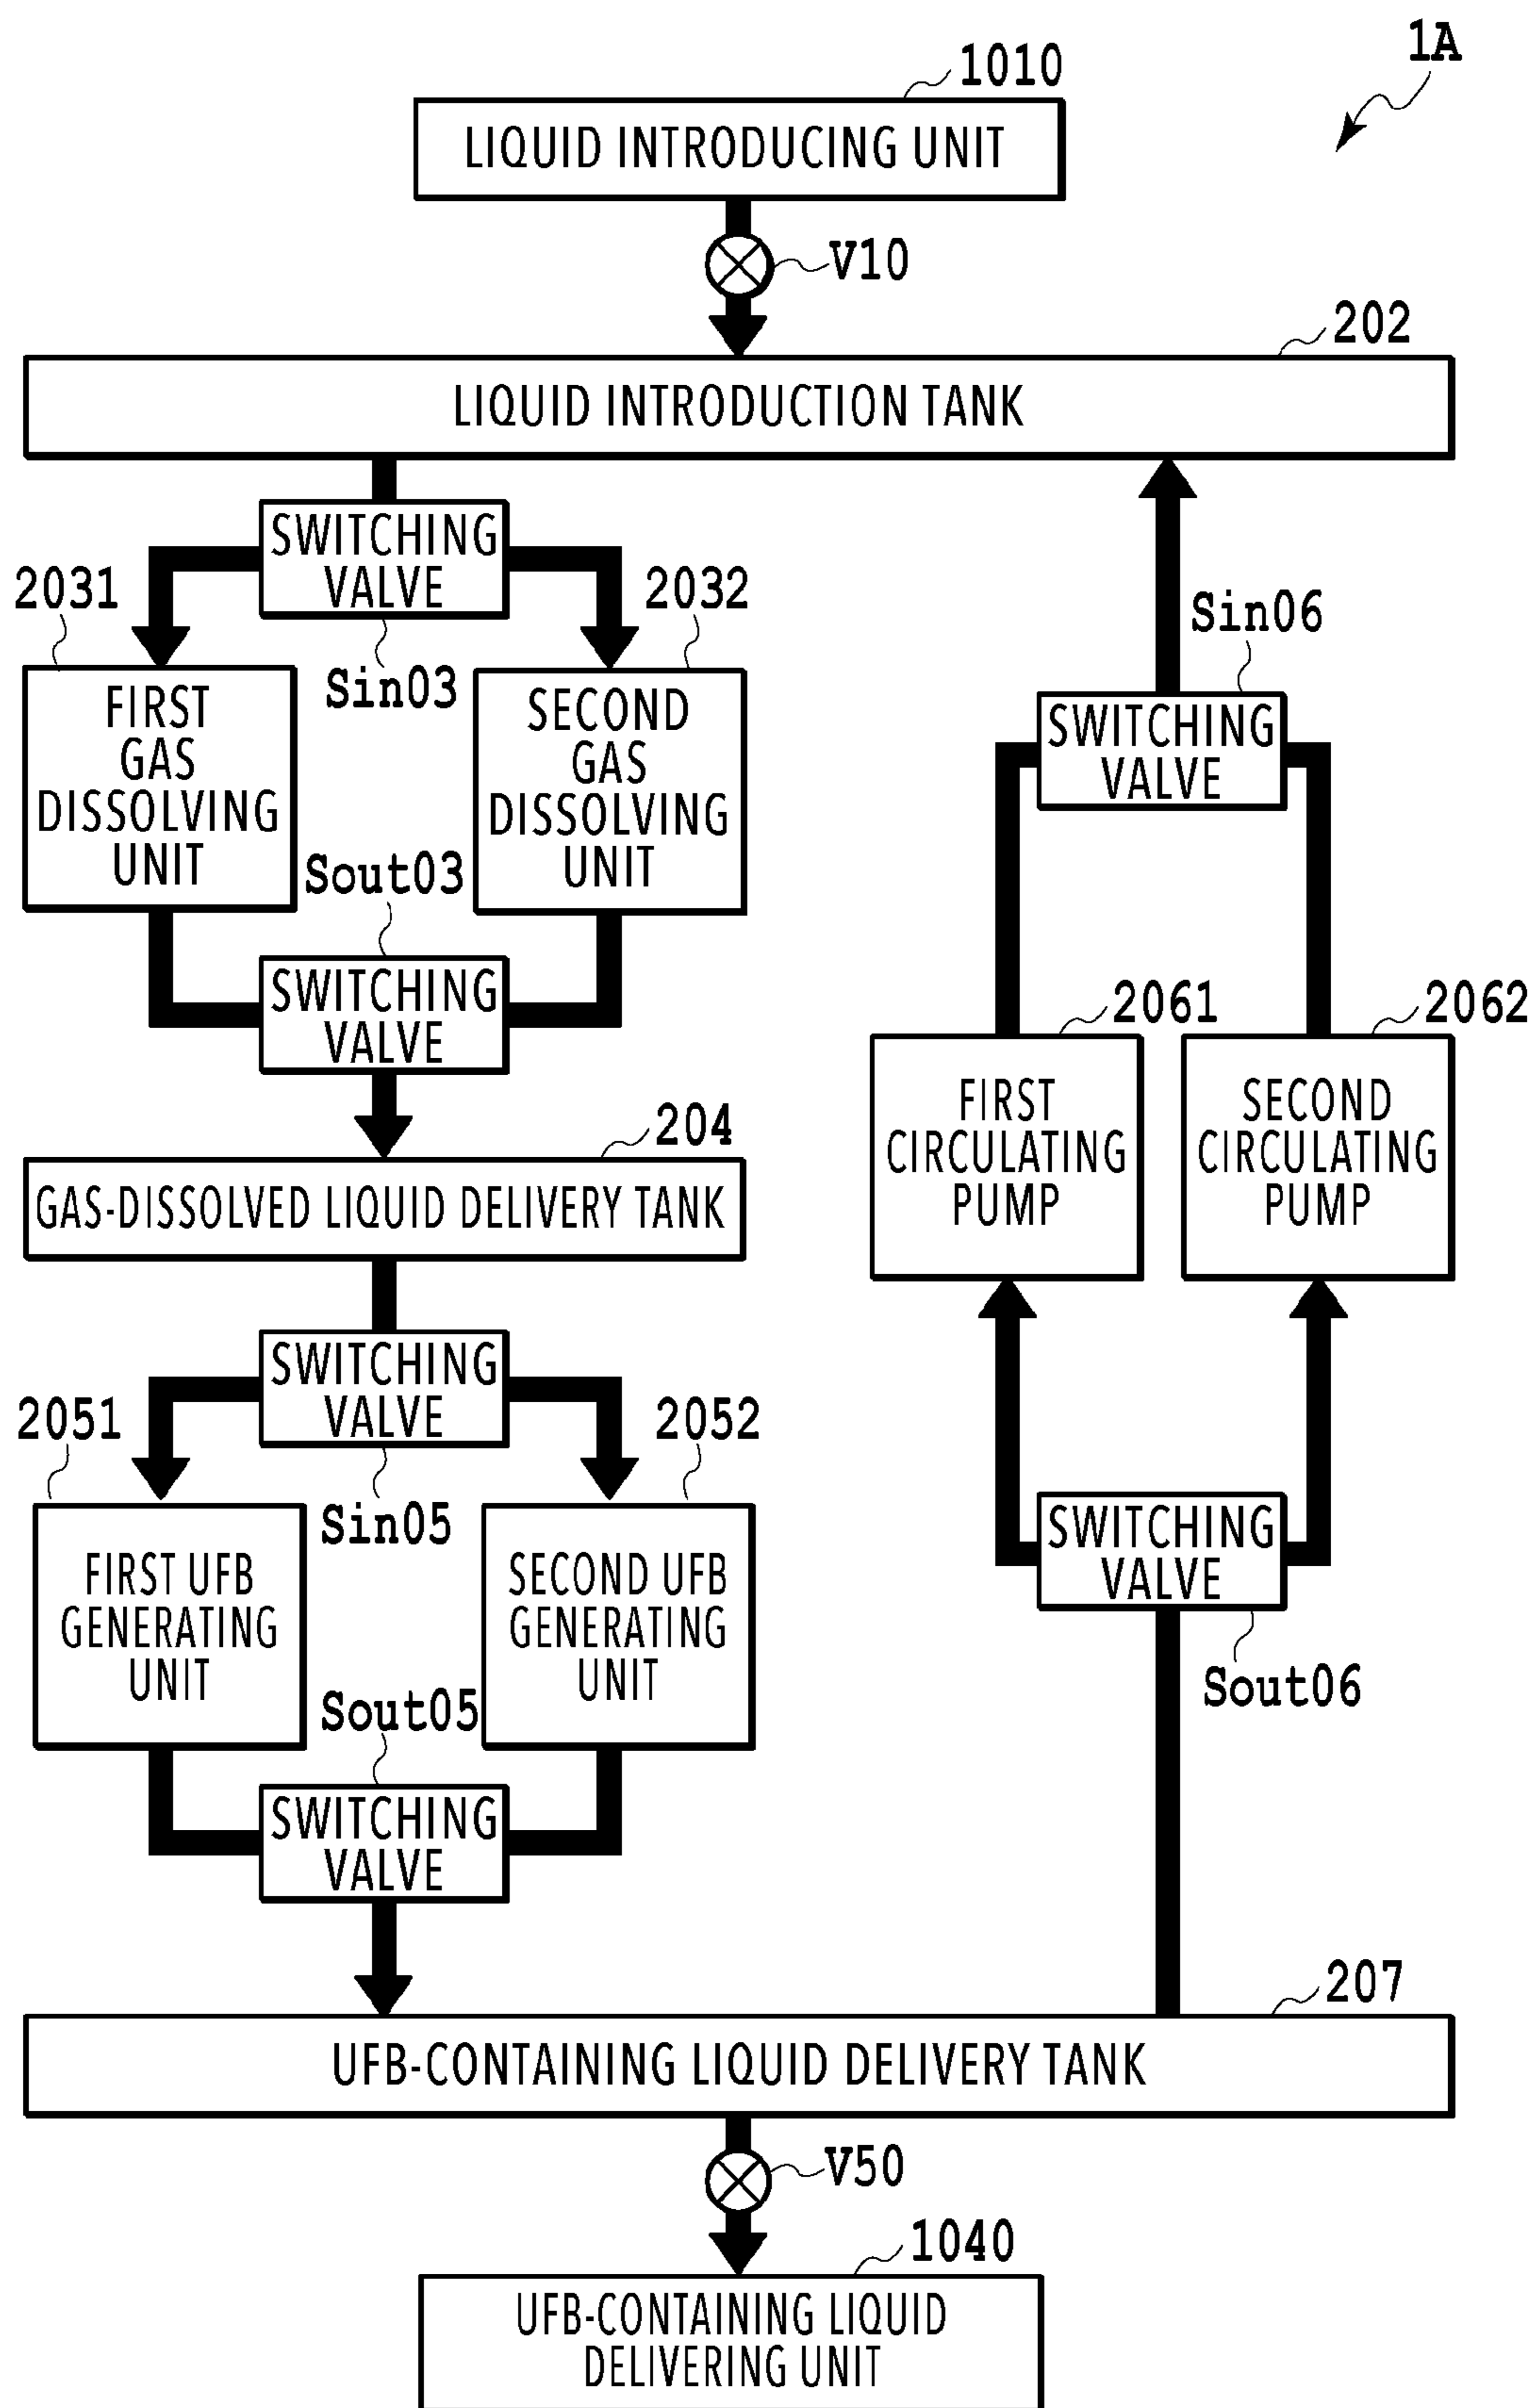 1A
1010
LIQUID INTRODUCING UNIT
V10
202
LIQUID INTRODUCTION TANK
SWITCHING
VALVE
2031
2032
Sin03
FIRST
GAS
DISSOLVING
UNIT
SECOND
GAS
DISSOLVING
UNIT
Sout03
SWITCHING
VALVE
204
GAS-DISSOLVED LIQUID DELIVERY TANK
SWITCHING
VALVE
2051
2052
Sin05
FIRST UFB
GENERATING
UNIT
SECOND UFB
GENERATING
UNIT
Sout05
SWITCHING
VALVE
Sin06
SWITCHING
VALVE
2061
2062
FIRST
CIRCULATING
PUMP
SECOND
CIRCULATING
PUMP
SWITCHING
VALVE
Sout06
207
UFB-CONTAINING LIQUID DELIVERY TANK
V50
1040
UFB-CONTAINING LIQUID
DELIVERING UNIT